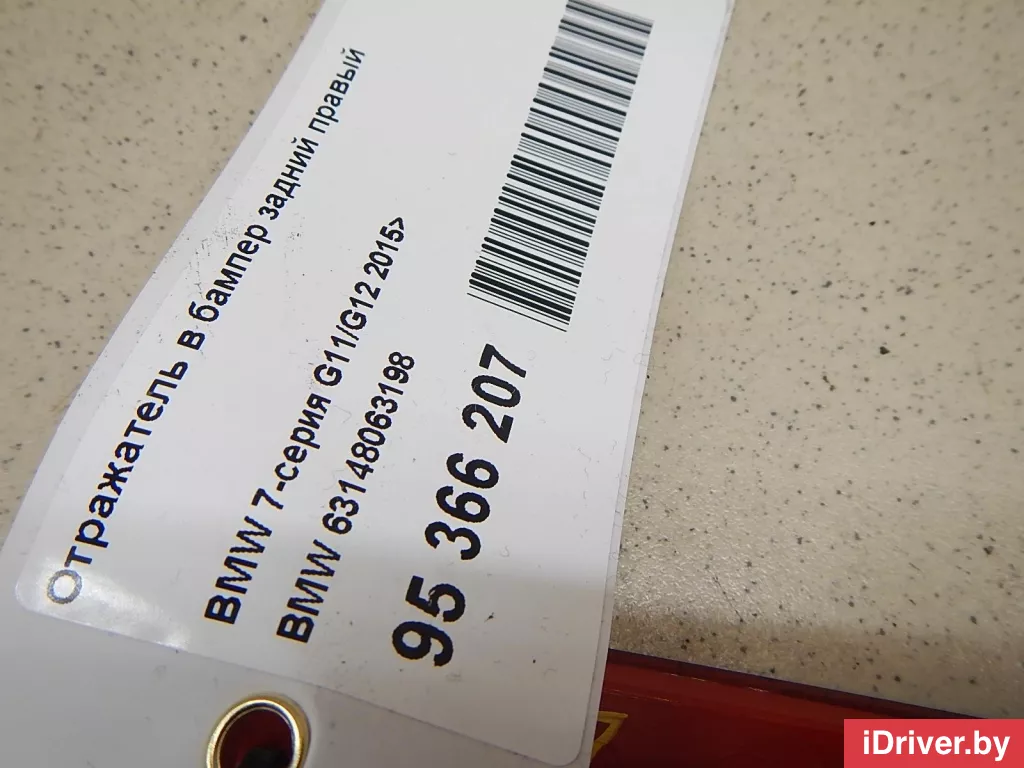 Отражатель в бампер задний правый
BMW 7-серия G11/G12 2015>
BMW 63148063198
95 366 207
iDriver.by